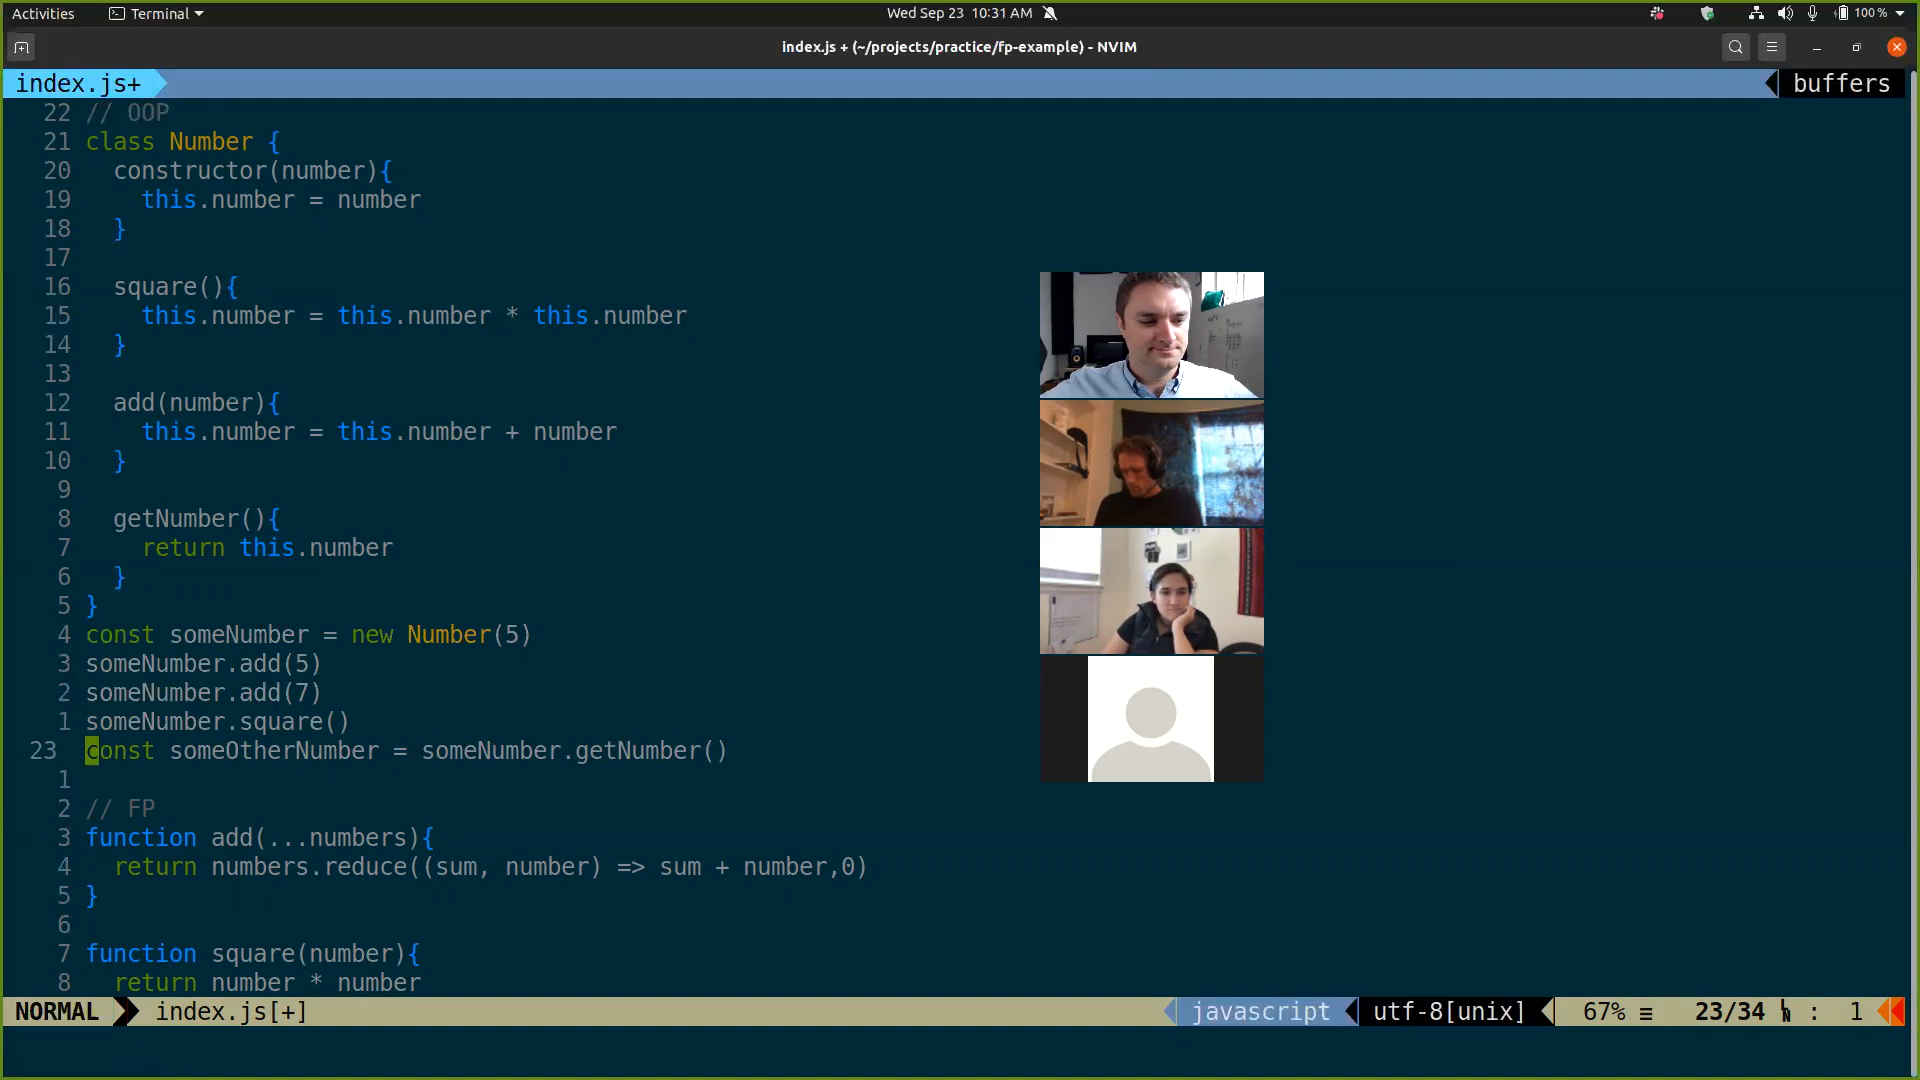 Activities Terminal Wed Sep 23 10:31 AM 100 %
index.js + (~/projects/practice/fp-example) - NVIM
index.js+ buffers
22 // OOP
21 class Number {
20   constructor(number){
19     this.number = number
18   }
17
16   square(){
15     this.number = this.number * this.number
14   }
13
12   add(number){
11     this.number = this.number + number
10   }
9
8   getNumber(){
7     return this.number
6   }
5 }
4 const someNumber = new Number(5)
3 someNumber.add(5)
2 someNumber.add(7)
1 someNumber.square()
23 const someOtherNumber = someNumber.getNumber()
1
2 // FP
3 function add(...numbers){
4   return numbers.reduce((sum, number) => sum + number,0)
5 }
6
7 function square(number){
8   return number * number
NORMAL index.js[+] javascript utf-8[unix] 67% ≡ 23/34 : 1